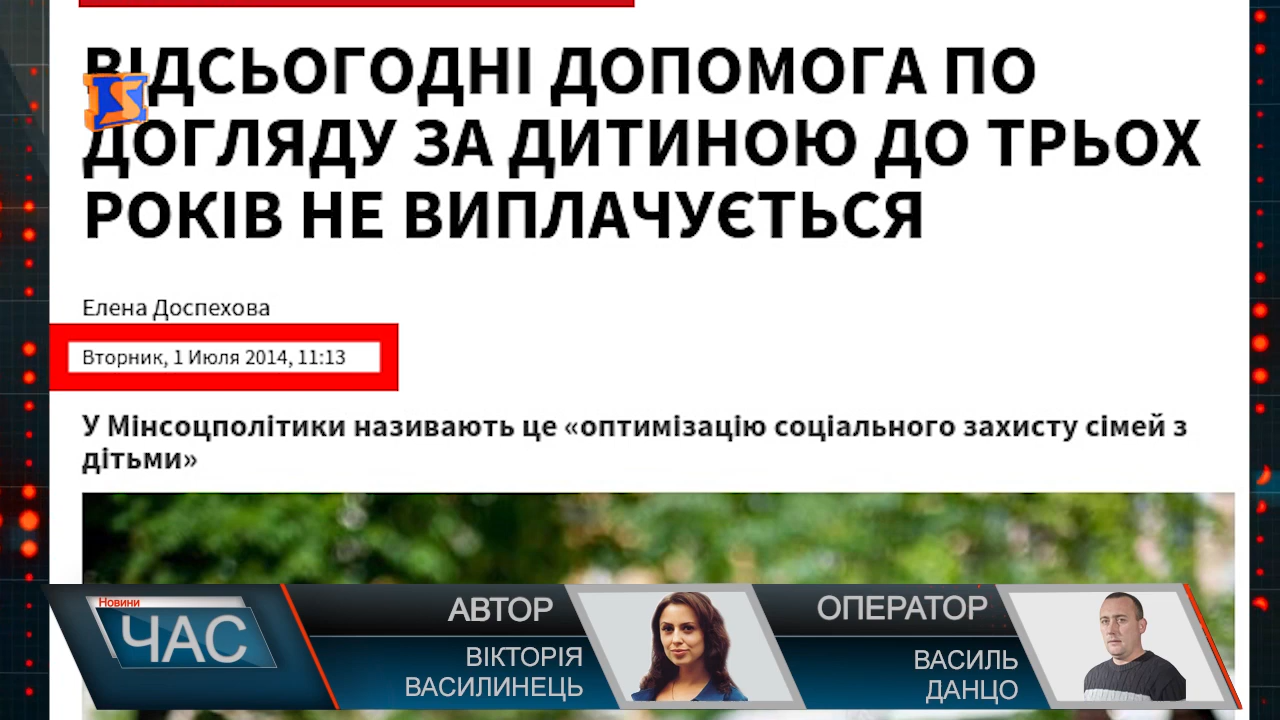 ВІДСЬОГОДНІ ДОПОМОГА ПО
ДОГЛЯДУ ЗА ДИТИНОЮ ДО ТРЬОХ
РОКІВ НЕ ВИПЛАЧУЄТЬСЯ
Елена Доспехова
Вторник, 1 Июля 2014, 11:13
У Мінсоцполітики називають це «оптимізацію соціального захисту сімей з
дітьми»
Новини
ЧАС
АВТОР
ВІКТОРІЯ
ВАСИЛИНЕЦЬ
ОПЕРАТОР
ВАСИЛЬ
ДАНЦО